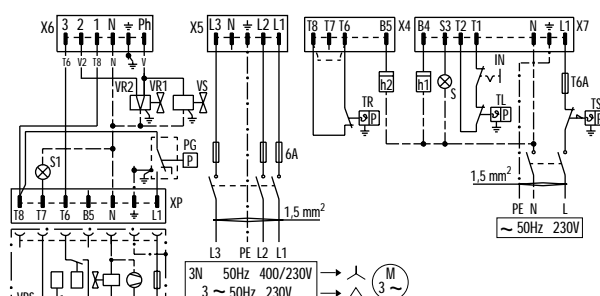 X6 3 2 1 N Ph
T6 V2 T8 N V
X5 L3 N L2 L1
T8 T7 T6 B5 X4
B4 S3 T2 T1 N L1 X7
VR2 VR1 VS
h2 h1 S IN T6A
TR TL TS
P P P
S1 PG P
6A
XP
T8 T7 T6 B5 N L1
1,5 mm²
1,5 mm²
L3 PE L2 L1
PE N L
~ 50Hz 230V
3N 50Hz 400/230V
3 ~ 50Hz 230V
M
3 ~
VPS